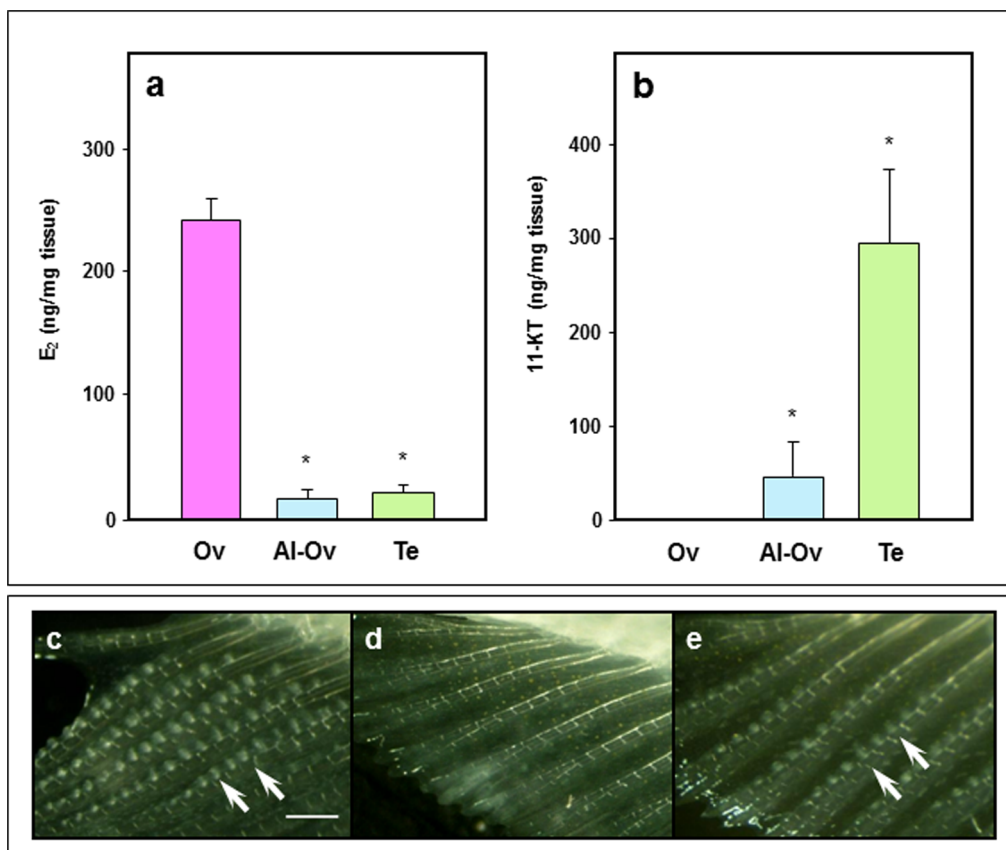 a
E₂ (ng/mg tissue)
300
200
100
0
*
*
Ov
AI-Ov
Te
b
11-KT (ng/mg tissue)
400
300
200
100
0
*
*
Ov
AI-Ov
Te
c
d
e